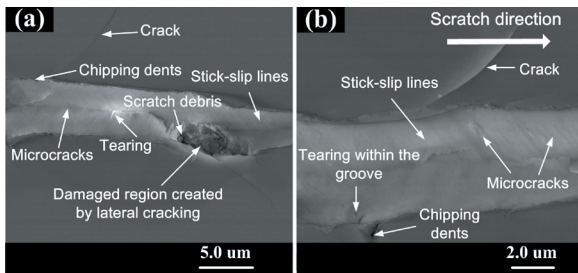 (a)
Crack
Chipping dents
Stick-slip lines
Scratch debris
Microcracks
Tearing
Damaged region created
by lateral cracking
5.0 um
(b)
Scratch direction
Crack
Stick-slip lines
Tearing within the
groove
Microcracks
Chipping
dents
2.0 um